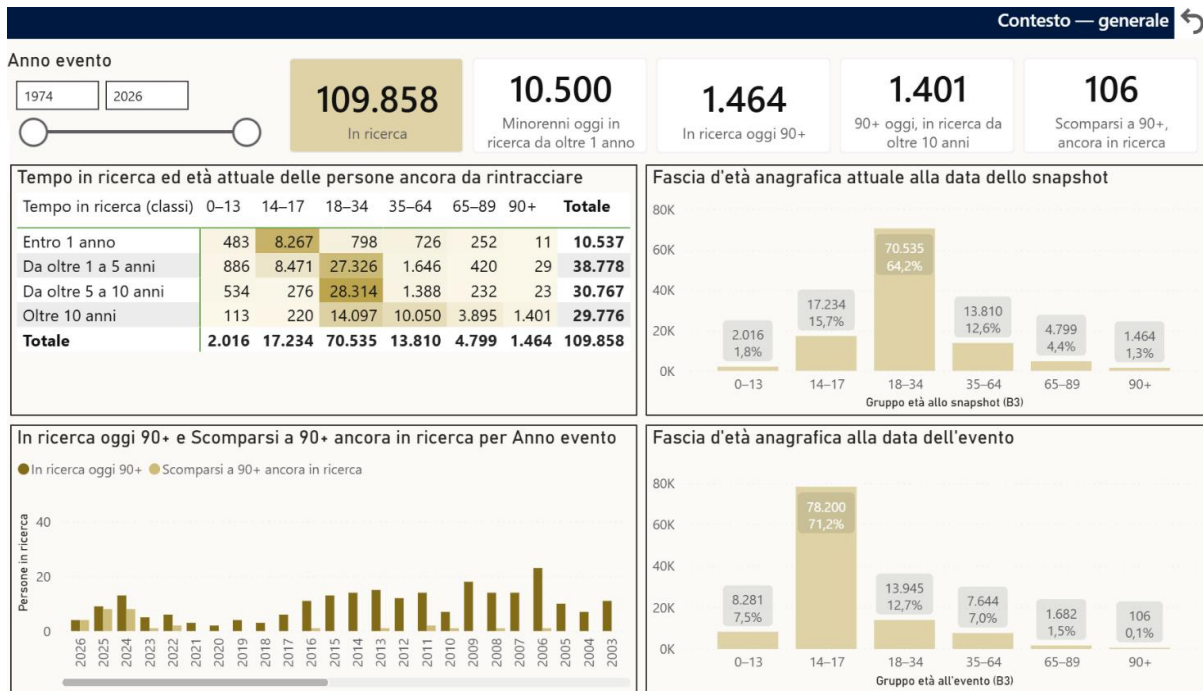 Contesto — generale
Anno evento
1974 2026
109.858
In ricerca
10.500
Minorenni oggi in
ricerca da oltre 1 anno
1.464
In ricerca oggi 90+
1.401
90+ oggi, in ricerca da
oltre 10 anni
106
Scomparsi a 90+,
ancora in ricerca
Tempo in ricerca ed età attuale delle persone ancora da rintracciare
Tempo in ricerca (classi) 0–13 14–17 18–34 35–64 65–89 90+ Totale
Entro 1 anno 483 8.267 798 726 252 11 10.537
Da oltre 1 a 5 anni 886 8.471 27.326 1.646 420 29 38.778
Da oltre 5 a 10 anni 534 276 28.314 1.388 232 23 30.767
Oltre 10 anni 113 220 14.097 10.050 3.895 1.401 29.776
Totale 2.016 17.234 70.535 13.810 4.799 1.464 109.858
Fascia d'età anagrafica attuale alla data dello snapshot
80K
60K
40K
20K
0K
2.016
1,8%
17.234
15,7%
70.535
64,2%
13.810
12,6%
4.799
4,4%
1.464
1,3%
0–13 14–17 18–34 35–64 65–89 90+
Gruppo età allo snapshot (B3)
In ricerca oggi 90+ e Scomparsi a 90+ ancora in ricerca per Anno evento
In ricerca oggi 90+ Scomparsi a 90+ ancora in ricerca
Persone in ricerca
40
20
0
2026 2025 2024 2023 2022 2021 2020 2019 2018 2017 2016 2015 2014 2013 2012 2011 2010 2009 2008 2007 2006 2005 2004 2003
Fascia d'età anagrafica alla data dell'evento
80K
60K
40K
20K
0K
8.281
7,5%
78.200
71,2%
13.945
12,7%
7.644
7,0%
1.682
1,5%
106
0,1%
0–13 14–17 18–34 35–64 65–89 90+
Gruppo età all'evento (B3)